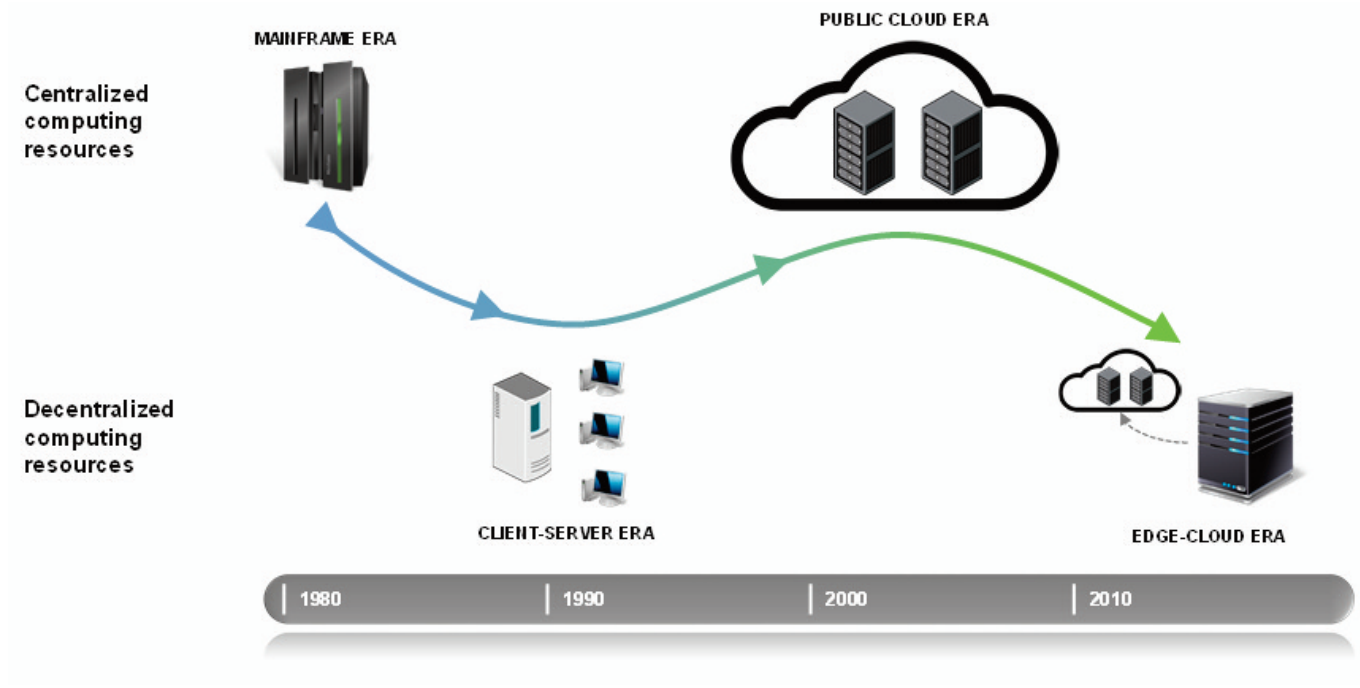 PUBLIC CLOUD ERA
MAINFRAME ERA
Centralized
computing
resources
Decentralized
computing
resources
CLIENT-SERVER ERA
EDGE-CLOUD ERA
1980
1990
2000
2010